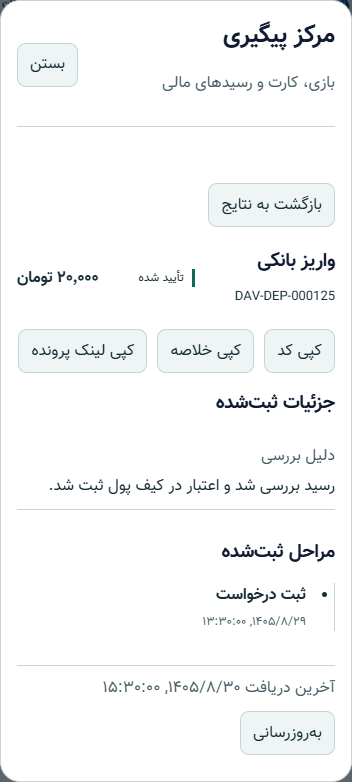 مرکز پیگیری
بازی، کارت و رسیدهای مالی
بستن
بازگشت به نتایج
واریز بانکی
DAV-DEP-000125
تأیید شده
۲۰,۰۰۰ تومان
کپی کد
کپی خلاصه
کپی لینک پرونده
جزئیات ثبت‌شده
دلیل بررسی
رسید بررسی شد و اعتبار در کیف پول ثبت شد.
مراحل ثبت‌شده
• ثبت درخواست
۱۴۰۵/۸/۲۹, ۱۳:۳۰:۰۰
آخرین دریافت ۱۴۰۵/۸/۳۰, ۱۵:۳۰:۰۰
به‌روزرسانی